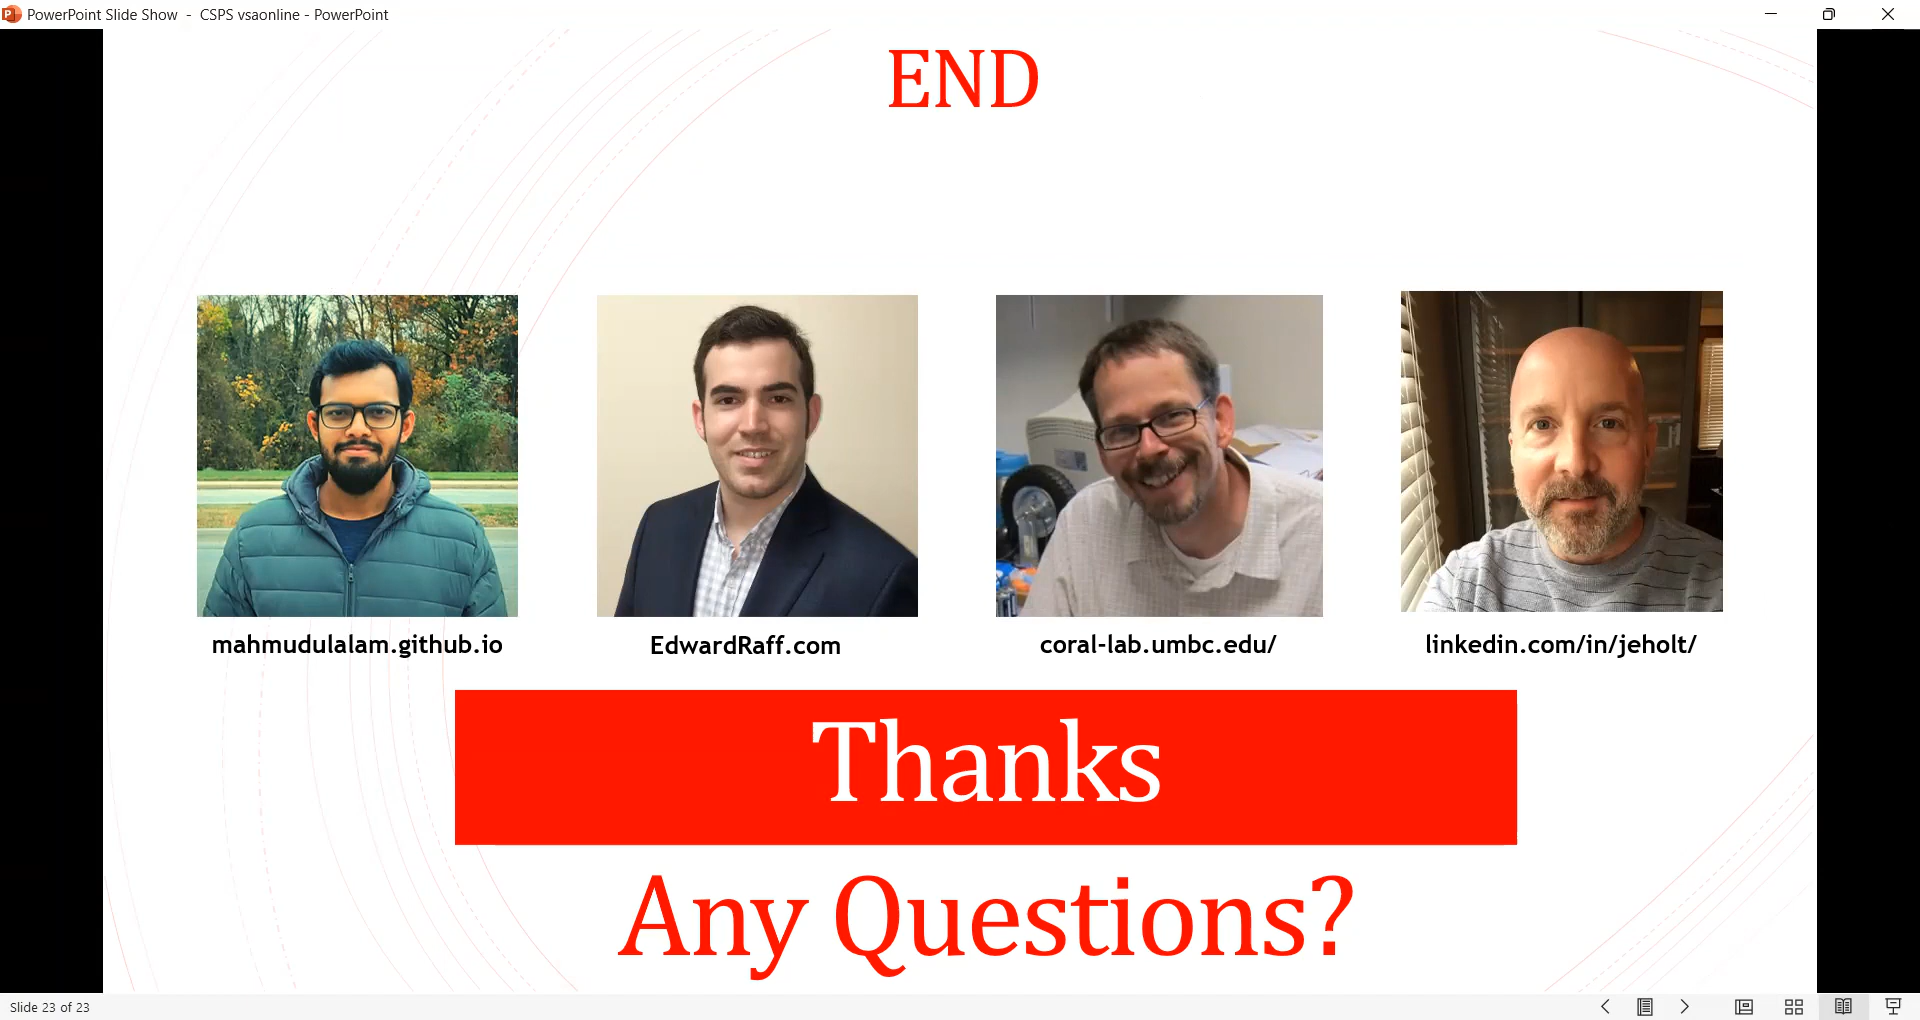 PowerPoint Slide Show - CSPS vsaonline - PowerPoint
END
mahmudulalam.github.io
EdwardRaff.com
coral-lab.umbc.edu/
linkedin.com/in/jeholt/
Thanks
Any Questions?
Slide 23 of 23